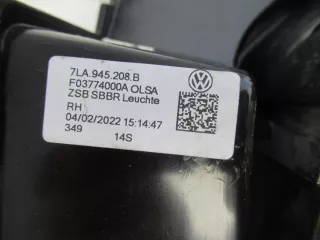 7LA.945.208.B
F03774000A OLSA
ZSB SBBR Leuchte
RH
04/02/2022 15:14:47
349
14S